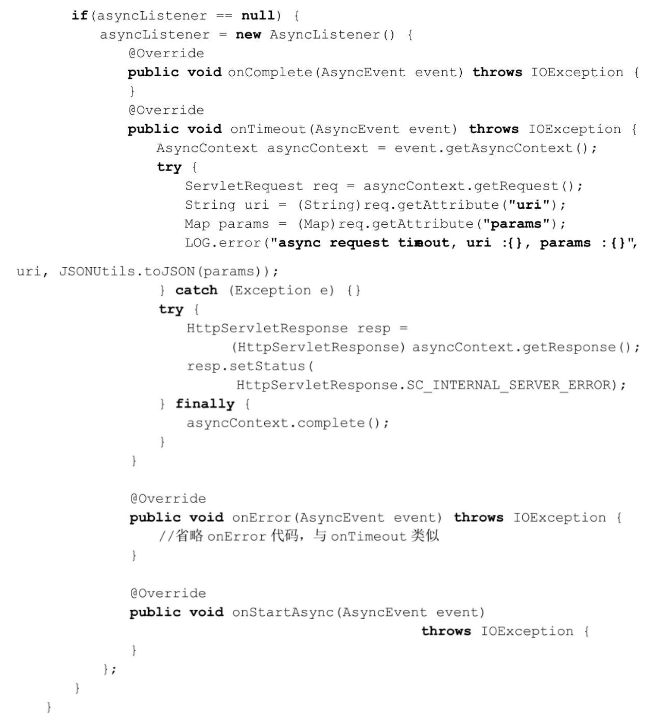 if(asyncListener == null) {
asyncListener = new AsyncListener() {
@Override
public void onComplete(AsyncEvent event) throws IOException {
}
@Override
public void onTimeout(AsyncEvent event) throws IOException {
AsyncContext asyncContext = event.getAsyncContext();
try {
ServletRequest req = asyncContext.getRequest();
String uri = (String)req.getAttribute("uri");
Map params = (Map)req.getAttribute("params");
LOG.error("async request timeout, uri :{}, params :{}",
uri, JSONUtils.toJSON(params));
} catch (Exception e) {}
try {
HttpServletResponse resp =
(HttpServletResponse) asyncContext.getResponse();
resp.setStatus(
HttpServletResponse.SC_INTERNAL_SERVER_ERROR);
} finally {
asyncContext.complete();
}
}
@Override
public void onError(AsyncEvent event) throws IOException {
//省略 onError 代码，与 onTimeout 类似
}
@Override
public void onStartAsync(AsyncEvent event)
throws IOException {
}
};
}
}